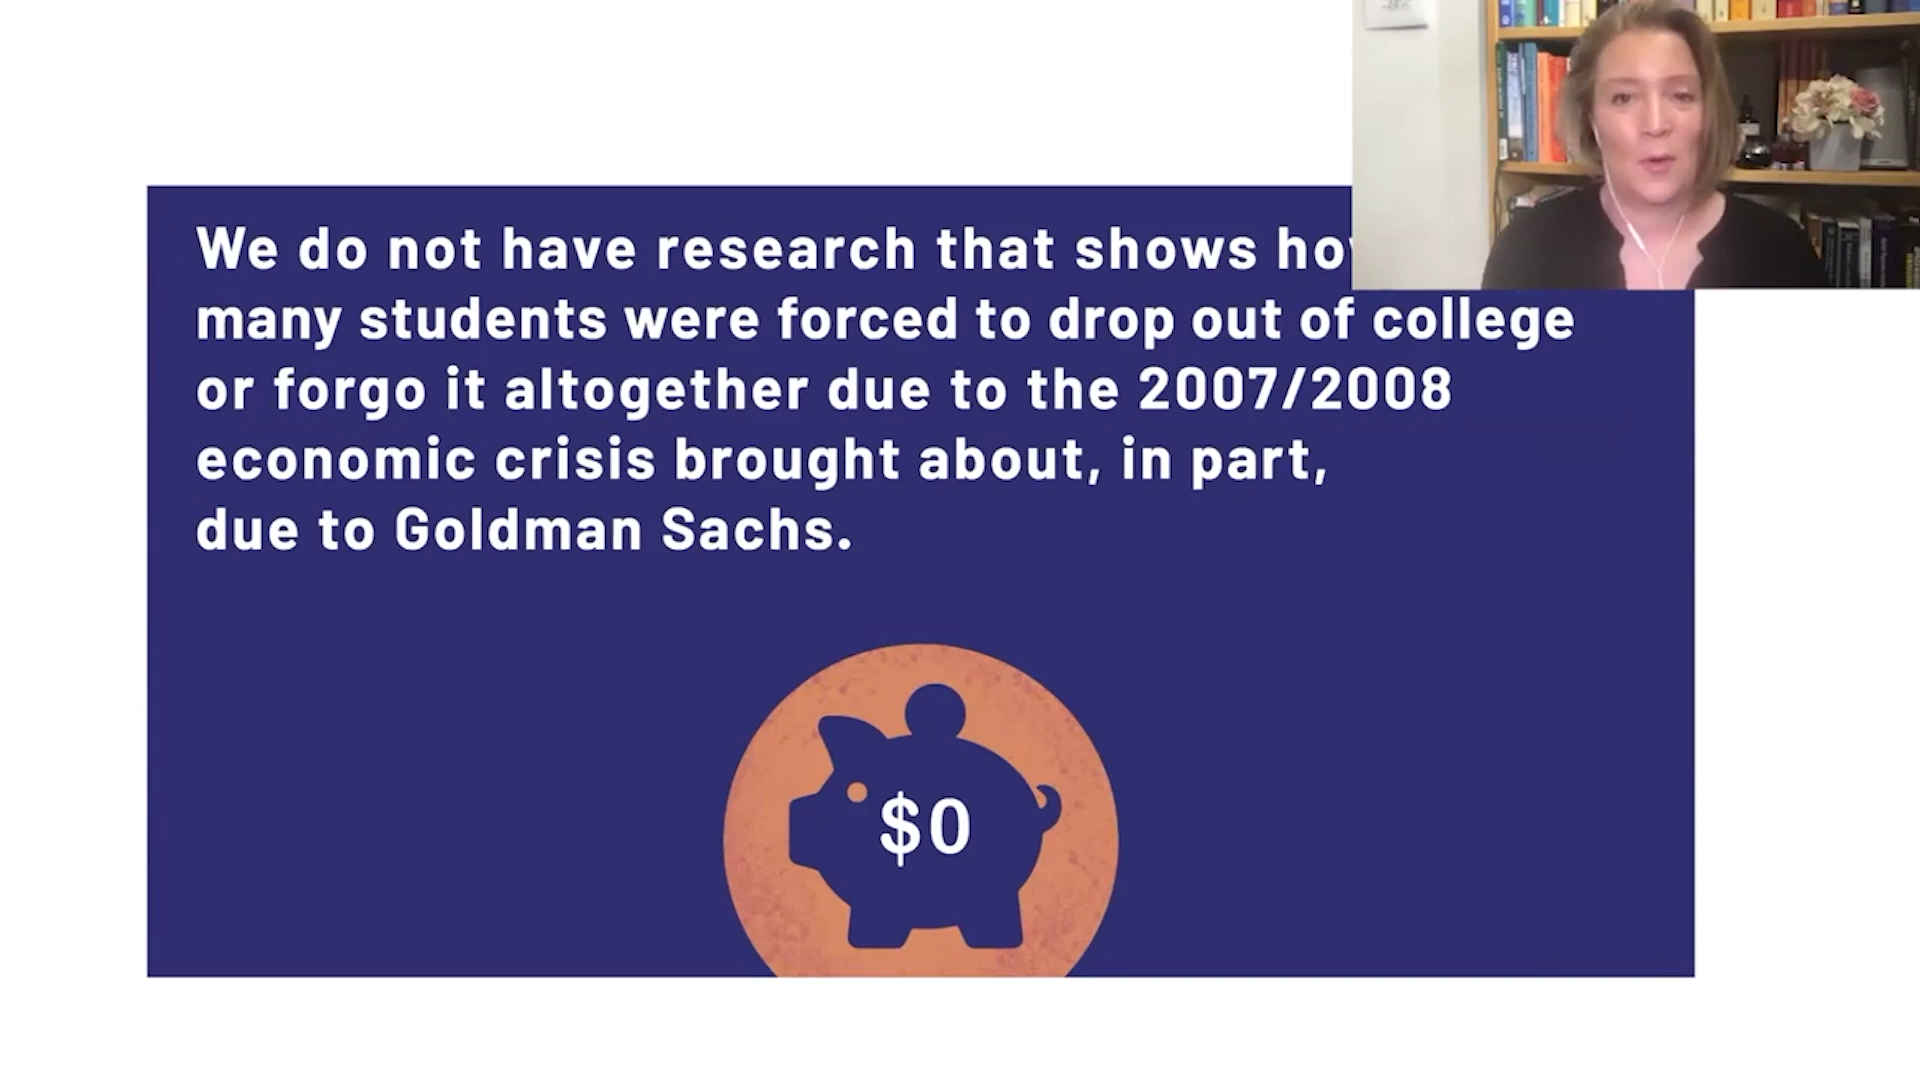 We do not have research that shows ho
many students were forced to drop out of college
or forgo it altogether due to the 2007/2008
economic crisis brought about, in part,
due to Goldman Sachs.
$0